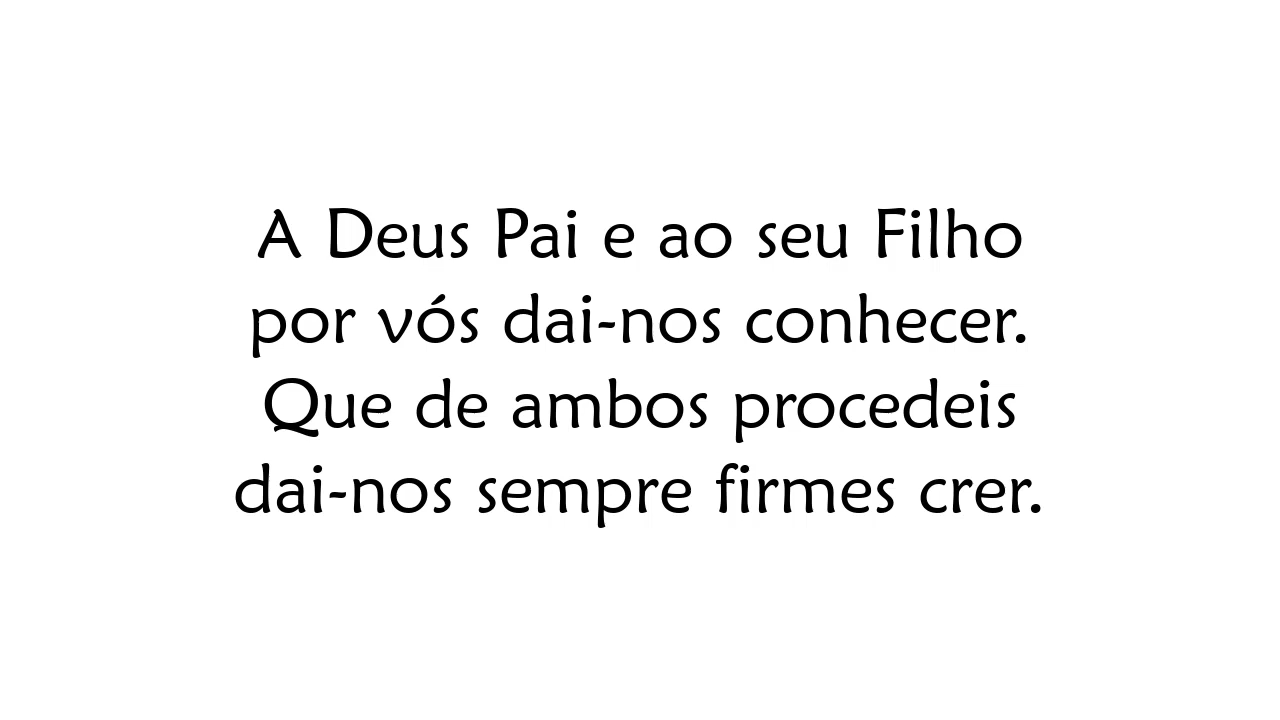 A Deus Pai e ao seu Filho
por vós dai-nos conhecer.
Que de ambos procedeis
dai-nos sempre firmes crer.